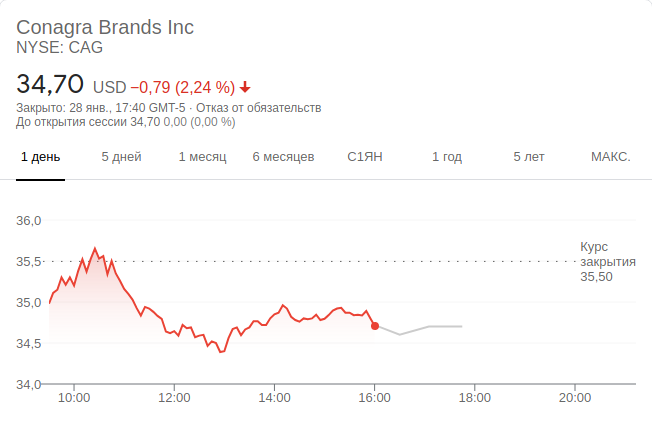 Conagra Brands Inc
NYSE: CAG
34,70 USD −0,79 (2,24 %)
Закрыто: 28 янв., 17:40 GMT-5 · Отказ от обязательств
До открытия сессии 34,70 0,00 (0,00 %)
1 день 5 дней 1 месяц 6 месяцев С1ЯН 1 год 5 лет МАКС.
36,0
Курс
35,5 закрытия
35,50
35,0
34,5
34,0
10:00 12:00 14:00 16:00 18:00 20:00